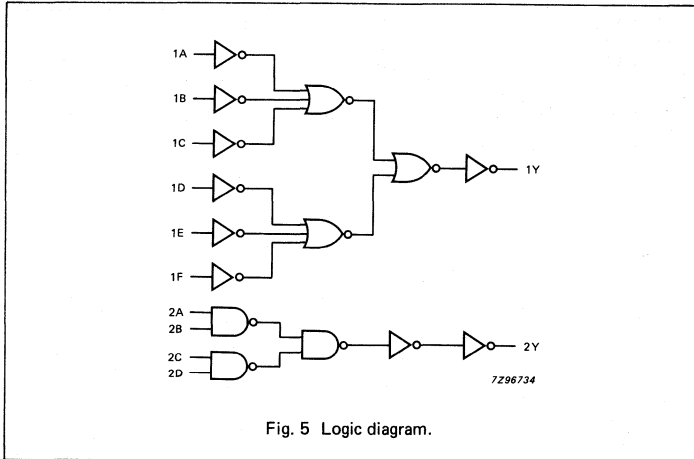 1A
1B
1C
1D
1E
1F
1Y
2A
2B
2C
2D
2Y
7Z96734
Fig. 5 Logic diagram.